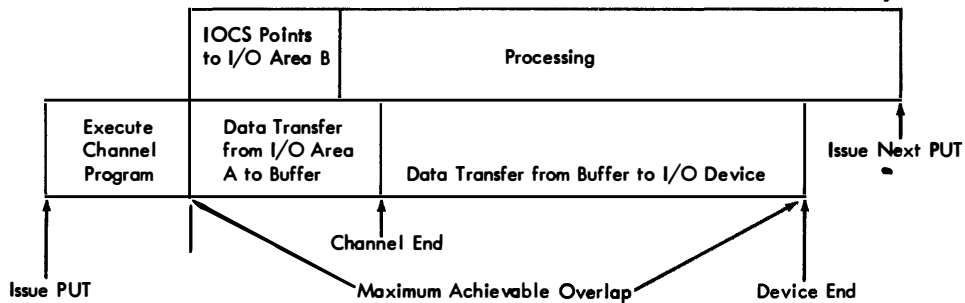 IOCS Points
to I/O Area B
Processing
Execute
Channel
Program
Data Transfer
from I/O Area
A to Buffer
Data Transfer from Buffer to I/O Device
Issue Next PUT
Channel End
Issue PUT
Maximum Achievable Overlap
Device End